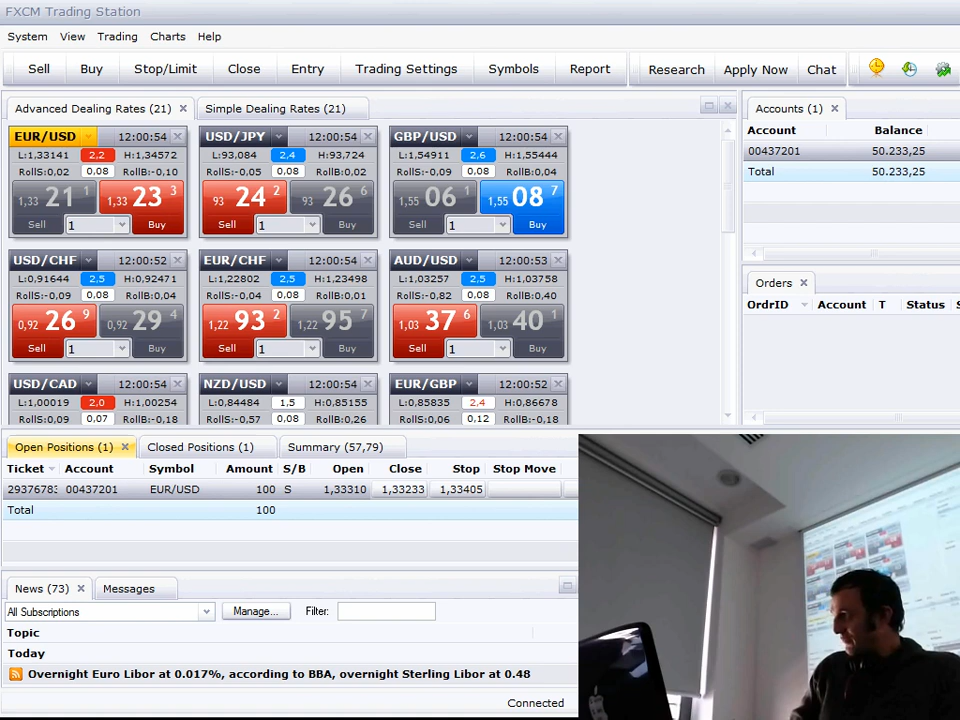 FXCM Trading Station
System View Trading Charts Help
Sell Buy Stop/Limit Close Entry Trading Settings Symbols Report Research Apply Now Chat
Advanced Dealing Rates (21) Simple Dealing Rates (21)
EUR/USD 12:00:54
L:1,33141 2,2 H:1,34572
RollS:0,02 0,08 RollB:-0,10
1,33 21 1 1,33 23 3
Sell 1 Buy
USD/JPY 12:00:54
L:93,084 2,4 H:93,724
RollS:-0,05 0,08 RollB:0,02
93 24 2 93 26 6
Sell 1 Buy
GBP/USD 12:00:54
L:1,54911 2,6 H:1,55444
RollS:-0,09 0,08 RollB:0,04
1,55 06 1 1,55 08 7
Sell 1 Buy
USD/CHF 12:00:52
L:0,91644 2,5 H:0,92471
RollS:-0,09 0,08 RollB:0,04
0,92 26 9 0,92 29 4
Sell 1 Buy
EUR/CHF 12:00:54
L:1,22802 2,5 H:1,23498
RollS:-0,04 0,08 RollB:0,01
1,22 93 2 1,22 95 7
Sell 1 Buy
AUD/USD 12:00:53
L:1,03257 2,5 H:1,03758
RollS:-0,82 0,08 RollB:0,40
1,03 37 6 1,03 40 1
Sell 1 Buy
USD/CAD 12:00:54
L:1,00019 2,0 H:1,00254
RollS:0,09 0,07 RollB:-0,18
NZD/USD 12:00:54
L:0,84484 1,5 H:0,85155
RollS:-0,57 0,08 RollB:0,26
EUR/GBP 12:00:52
L:0,85835 2,4 H:0,86678
RollS:0,06 0,12 RollB:-0,18
Accounts (1)
Account Balance
00437201 50.233,25
Total 50.233,25
Orders
OrdrID Account T Status S
Open Positions (1) Closed Positions (1) Summary (57,79)
Ticket Account Symbol Amount S/B Open Close Stop Stop Move
2937678 00437201 EUR/USD 100 S 1,33310 1,33233 1,33405
Total 100
News (73) Messages
All Subscriptions Manage... Filter:
Topic
Today
Overnight Euro Libor at 0.017%, according to BBA, overnight Sterling Libor at 0.48
Connected